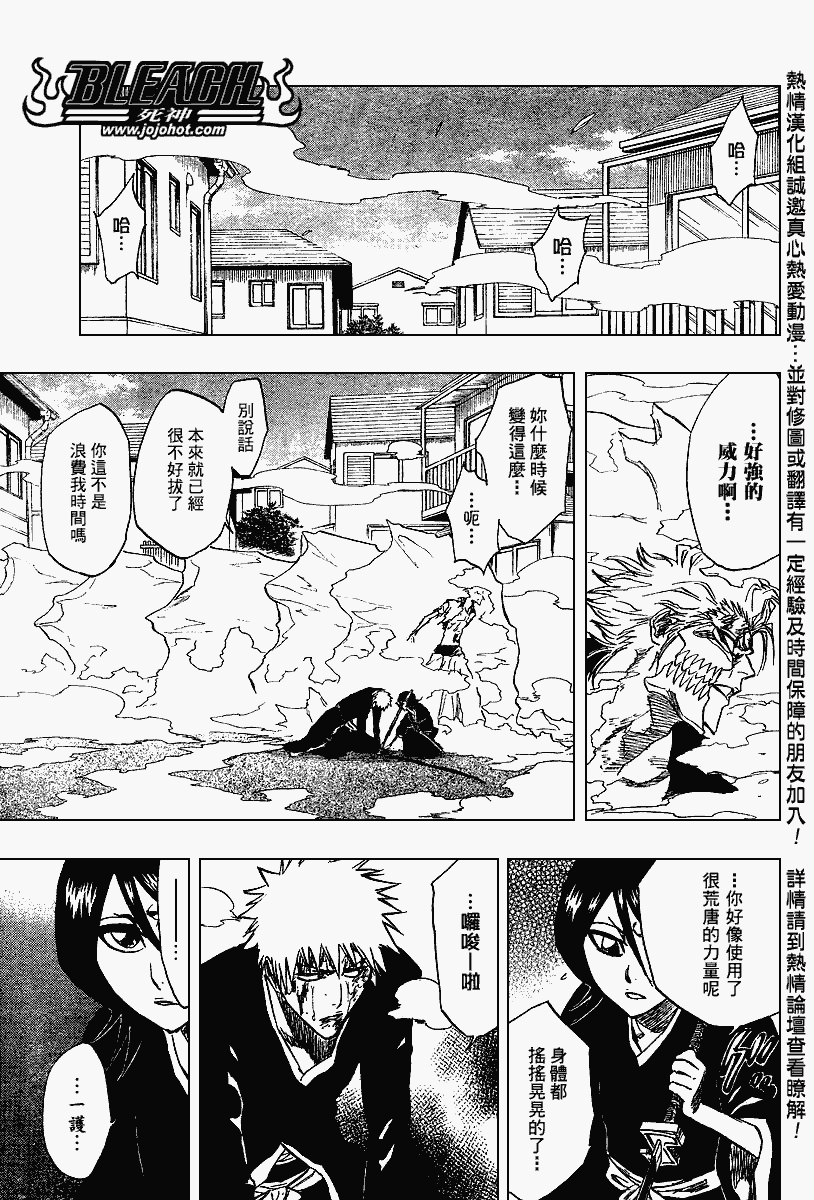 BLEACH
死神
www.jojohot.com
哈…
哈…
哈…
…好強的
威力啊…
妳什麼時候
變得這麼…
…呃…
別說話
本來就已經
很不好拔了
你這不是
浪費我時間嗎
…你好像使用了
很荒唐的力量呢
身體都
搖搖晃晃的了…
…囉唆—啦
……
…一護…
熱情漢化組誠邀真心熱愛動漫…並對修圖或翻譯有一定經驗及時間保障的朋友加入！
詳情請到熱情論壇查看瞭解！